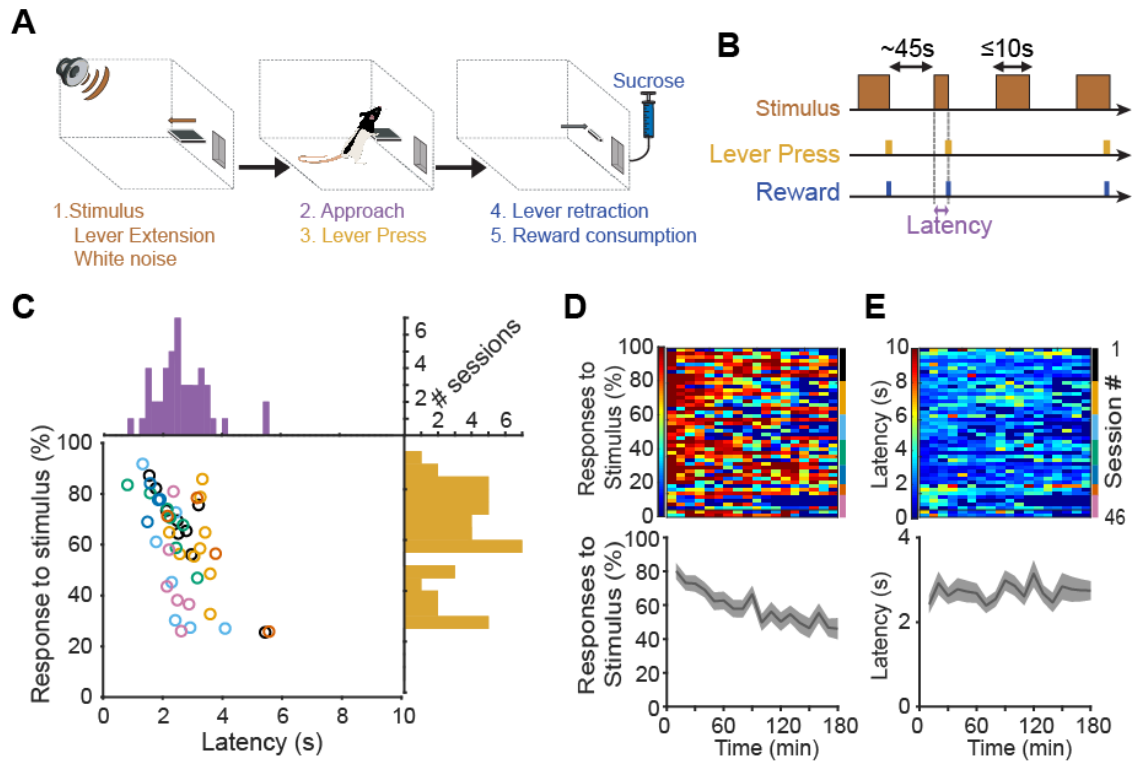 A
Sucrose
1.Stimulus
Lever Extension
White noise
2. Approach
3. Lever Press
4. Lever retraction
5. Reward consumption
B
~45s
≤10s
Stimulus
Lever Press
Reward
Latency
C
6
4
2
# sessions
2 4 6
Response to stimulus (%)
100
80
60
40
20
0
0 2 4 6 8 10
Latency (s)
D
Responses to
Stimulus (%)
100
80
60
40
20
0
Responses to
Stimulus (%)
100
80
60
40
20
0
0 60 120 180
Time (min)
E
Latency (s)
10
8
6
4
2
0
1
Session #
46
Latency (s)
4
2
0
0 60 120 180
Time (min)